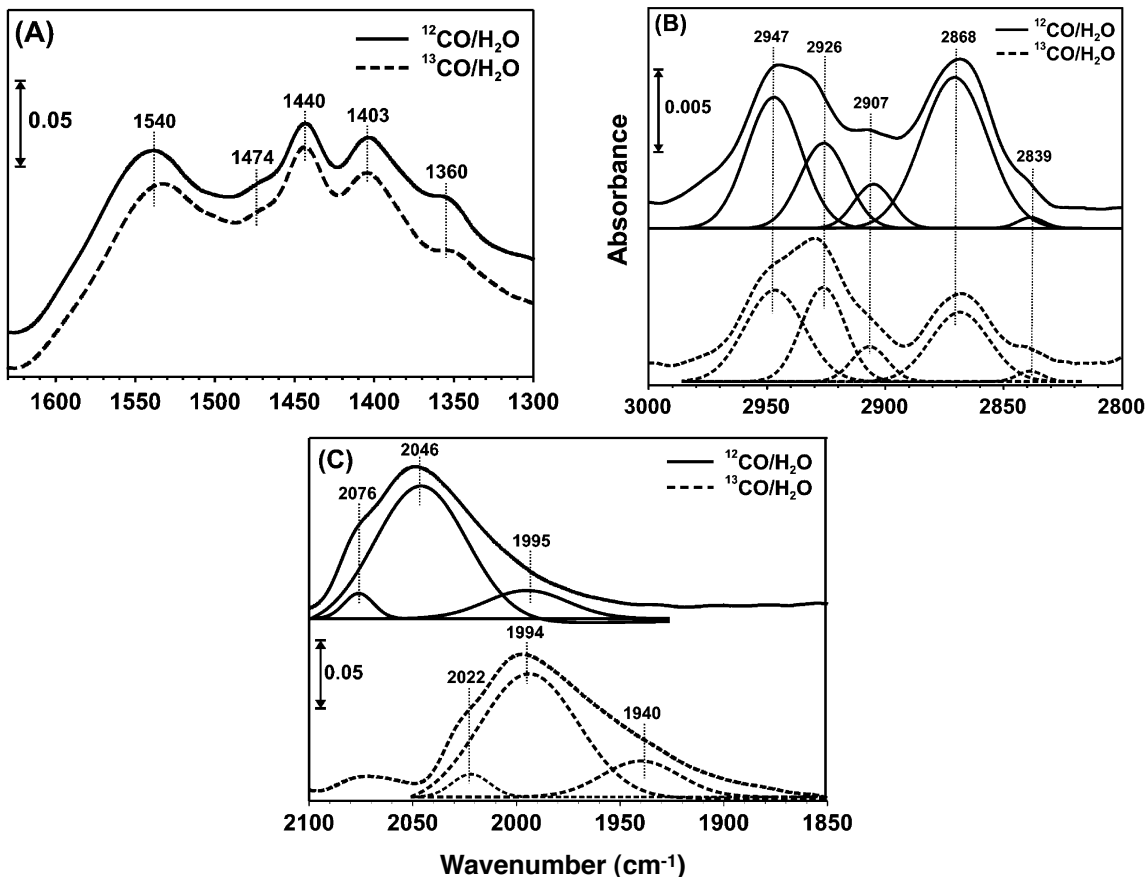 (A)
¹²CO/H₂O
¹³CO/H₂O
0.05
1540
1474
1440
1403
1360
1600 1550 1500 1450 1400 1350 1300
(B)
¹²CO/H₂O
¹³CO/H₂O
0.005
2947
2926
2907
2868
2839
Absorbance
3000 2950 2900 2850 2800
(C)
¹²CO/H₂O
¹³CO/H₂O
2076
2046
1995
0.05
2022
1994
1940
2100 2050 2000 1950 1900 1850
Wavenumber (cm⁻¹)